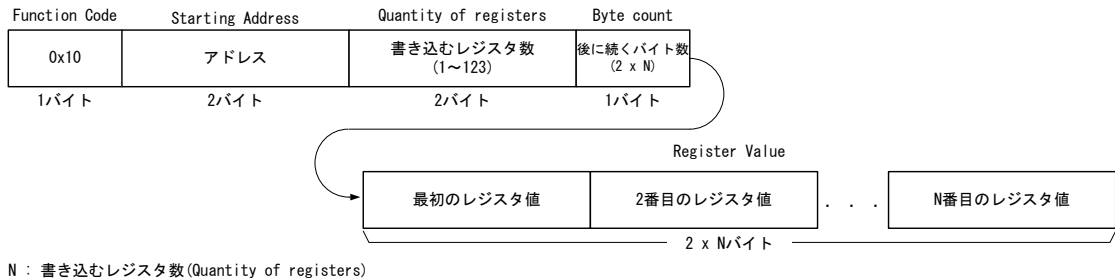 Function Code Starting Address Quantity of registers Byte count
0x10 アドレス 書き込むレジスタ数 後に続くバイト数
(1～123) (2 x N)
1バイト 2バイト 2バイト 1バイト
Register Value
最初のレジスタ値 2番目のレジスタ値 . . . N番目のレジスタ値
2 x Nバイト
N : 書き込むレジスタ数(Quantity of registers)